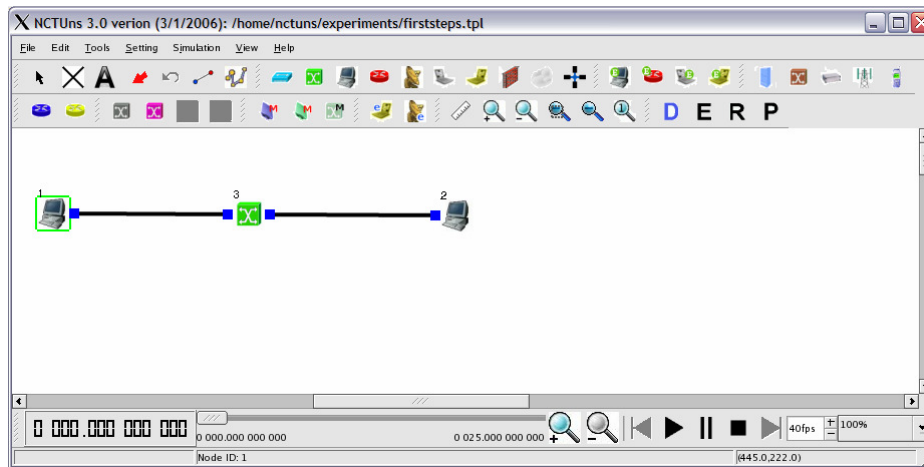 NCTUns 3.0 verion (3/1/2006): /home/nctuns/experiments/firststeps.tpl
File Edit Tools Setting Simulation View Help
A
D E R P
1 3 2
0 000.000 000 000
0 000.000 000 000 0 025.000 000 000 40fps 100%
Node ID: 1 (445.0,222.0)